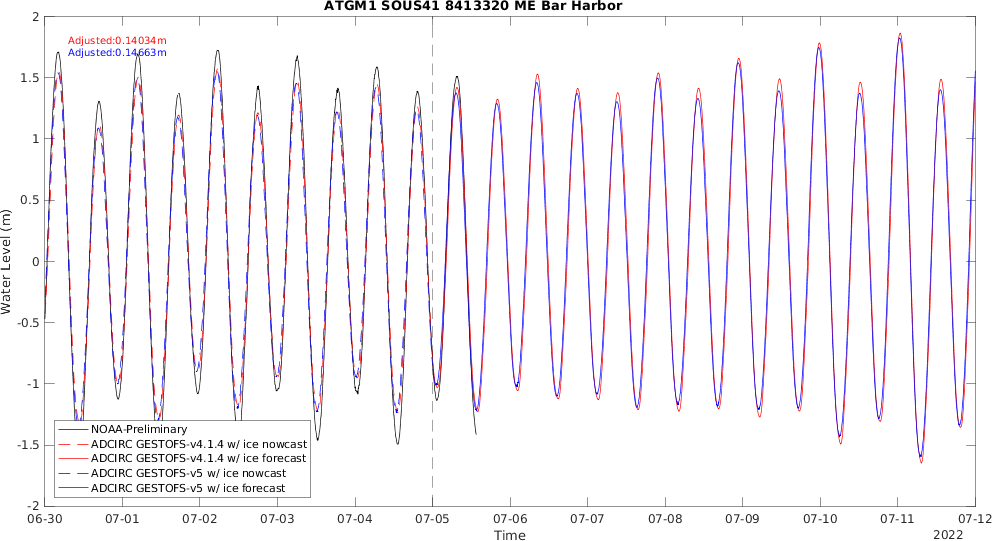 ATGM1 SOUS41 8413320 ME Bar Harbor
Adjusted:0.14034m
Adjusted:0.14663m
2
1.5
1
0.5
0
-0.5
-1
-1.5
-2
Water Level (m)
NOAA-Preliminary
ADCIRC GESTOFS-v4.1.4 w/ ice nowcast
ADCIRC GESTOFS-v4.1.4 w/ ice forecast
ADCIRC GESTOFS-v5 w/ ice nowcast
ADCIRC GESTOFS-v5 w/ ice forecast
06-30 07-01 07-02 07-03 07-04 07-05 07-06 07-07 07-08 07-09 07-10 07-11 07-12
Time
2022